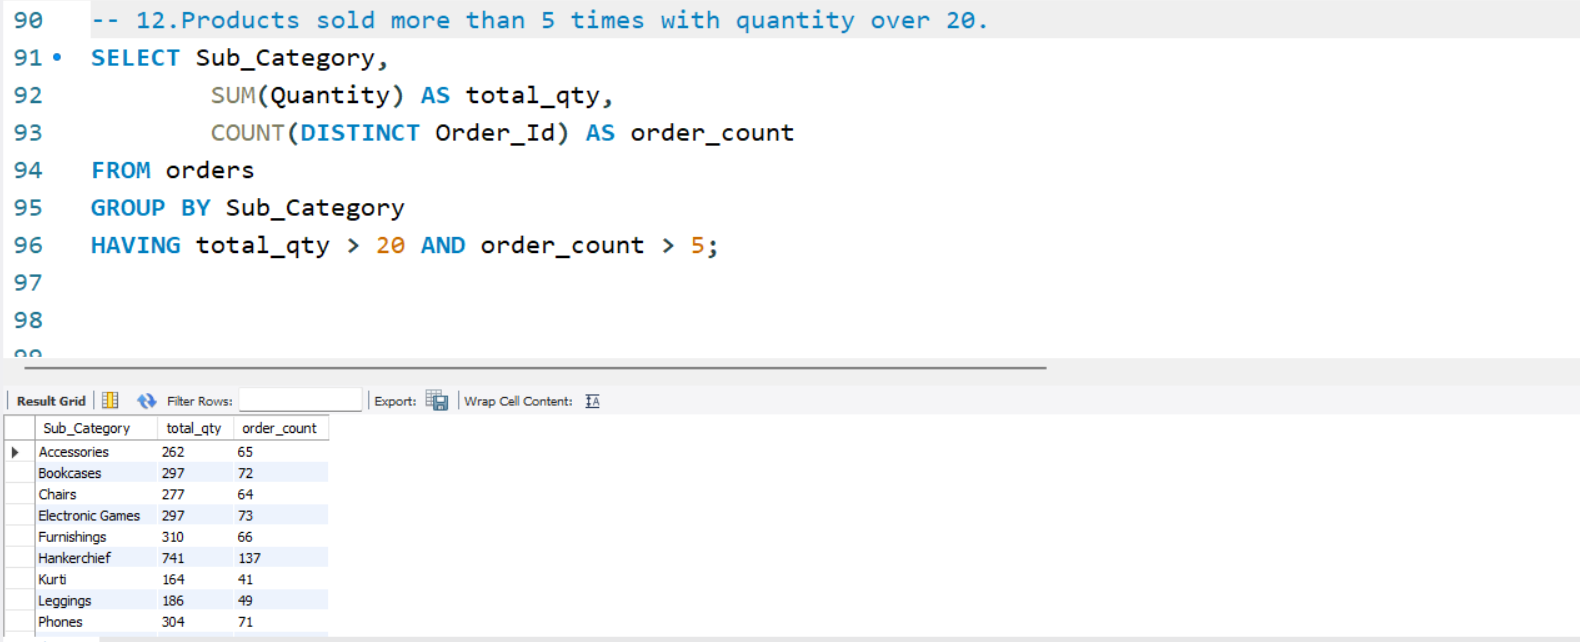 90 -- 12.Products sold more than 5 times with quantity over 20.
91 SELECT Sub_Category,
92 SUM(Quantity) AS total_qty,
93 COUNT(DISTINCT Order_Id) AS order_count
94 FROM orders
95 GROUP BY Sub_Category
96 HAVING total_qty > 20 AND order_count > 5;
97
98
99
Result Grid Filter Rows: Export: Wrap Cell Content: IA
Sub_Category total_qty order_count
Accessories 262 65
Bookcases 297 72
Chairs 277 64
Electronic Games 297 73
Furnishings 310 66
Hankerchief 741 137
Kurti 164 41
Leggings 186 49
Phones 304 71